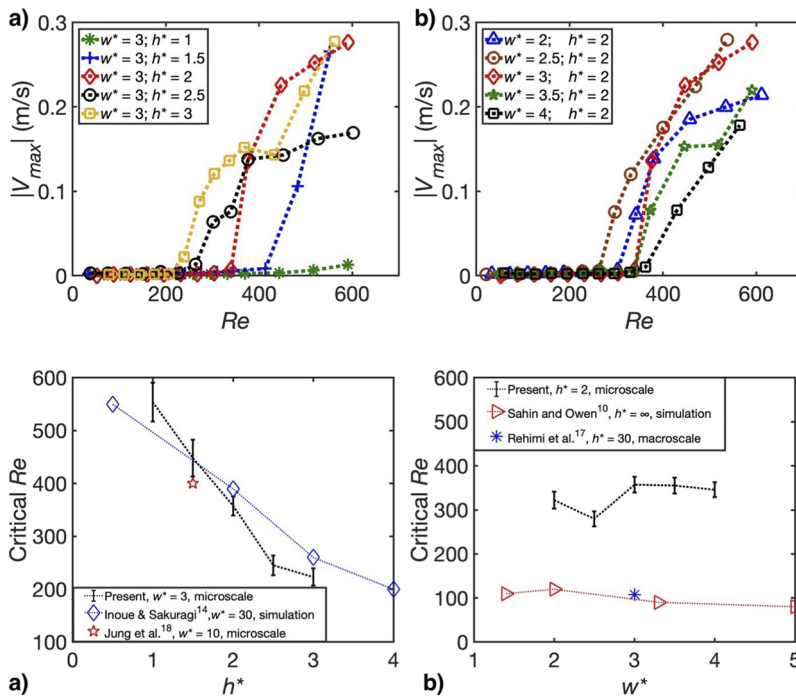 a)
0.3
0.2
0.1
0
|Vmax| (m/s)
w* = 3; h* = 1
w* = 3; h* = 1.5
w* = 3; h* = 2
w* = 3; h* = 2.5
w* = 3; h* = 3
0 200 400 600
Re
b)
0.3
0.2
0.1
0
|Vmax| (m/s)
w* = 2; h* = 2
w* = 2.5; h* = 2
w* = 3; h* = 2
w* = 3.5; h* = 2
w* = 4; h* = 2
0 200 400 600
Re
600
500
400
300
200
100
Critical Re
Present, w* = 3, microscale
Inoue & Sakuragi14,w* = 30, simulation
Jung et al.18, w* = 10, microscale
0 1 2 3 4
a)
h*
600
500
400
300
200
100
0
Critical Re
Present, h* = 2, microscale
Sahin and Owen10, h* = ∞, simulation
Rehimi et al.17, h* = 30, macroscale
1 2 3 4 5
b)
w*